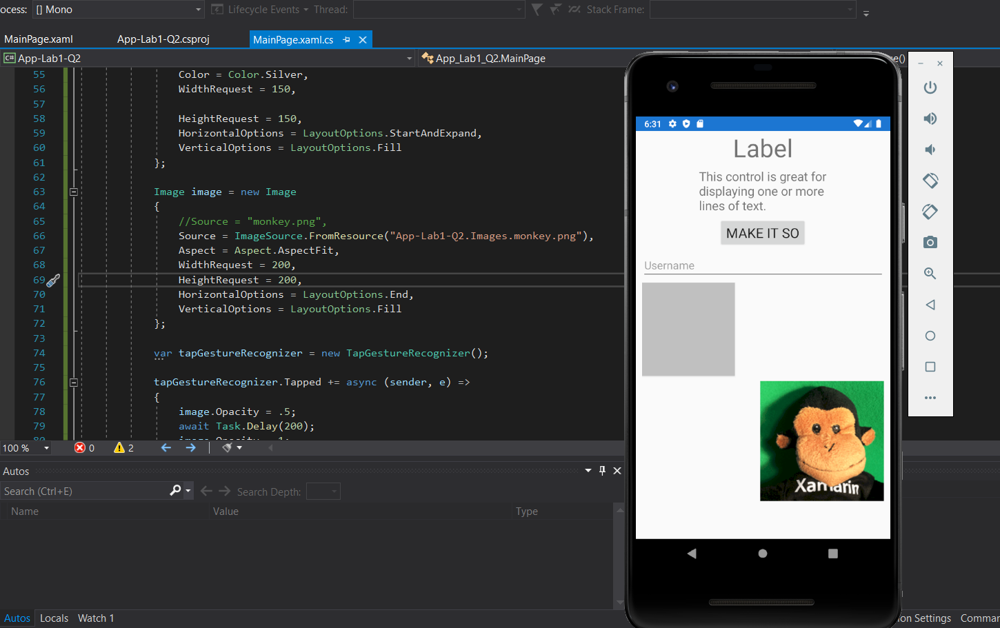 ocess: [] Mono Lifecycle Events Thread: Stack Frame:
MainPage.xaml App-Lab1-Q2.csproj MainPage.xaml.cs
C# App-Lab1-Q2 App_Lab1_Q2.MainPage e()
55 Color = Color.Silver,
56 WidthRequest = 150,
57
58 HeightRequest = 150,
59 HorizontalOptions = LayoutOptions.StartAndExpand,
60 VerticalOptions = LayoutOptions.Fill
61 };
62
63 Image image = new Image
64 {
65 //Source = "monkey.png",
66 Source = ImageSource.FromResource("App-Lab1-Q2.Images.monkey.png"),
67 Aspect = Aspect.AspectFit,
68 WidthRequest = 200,
69 HeightRequest = 200,
70 HorizontalOptions = LayoutOptions.End,
71 VerticalOptions = LayoutOptions.Fill
72 };
73
74 var tapGestureRecognizer = new TapGestureRecognizer();
75
76 tapGestureRecognizer.Tapped += async (sender, e) =>
77 {
78 image.Opacity = .5;
79 await Task.Delay(200);
100 % 0 2
Autos
Search (Ctrl+E) Search Depth:
Name Value Type
Autos Locals Watch 1
6:31
Label
This control is great for
displaying one or more
lines of text.
MAKE IT SO
Username
Xamarin
on Settings Commar